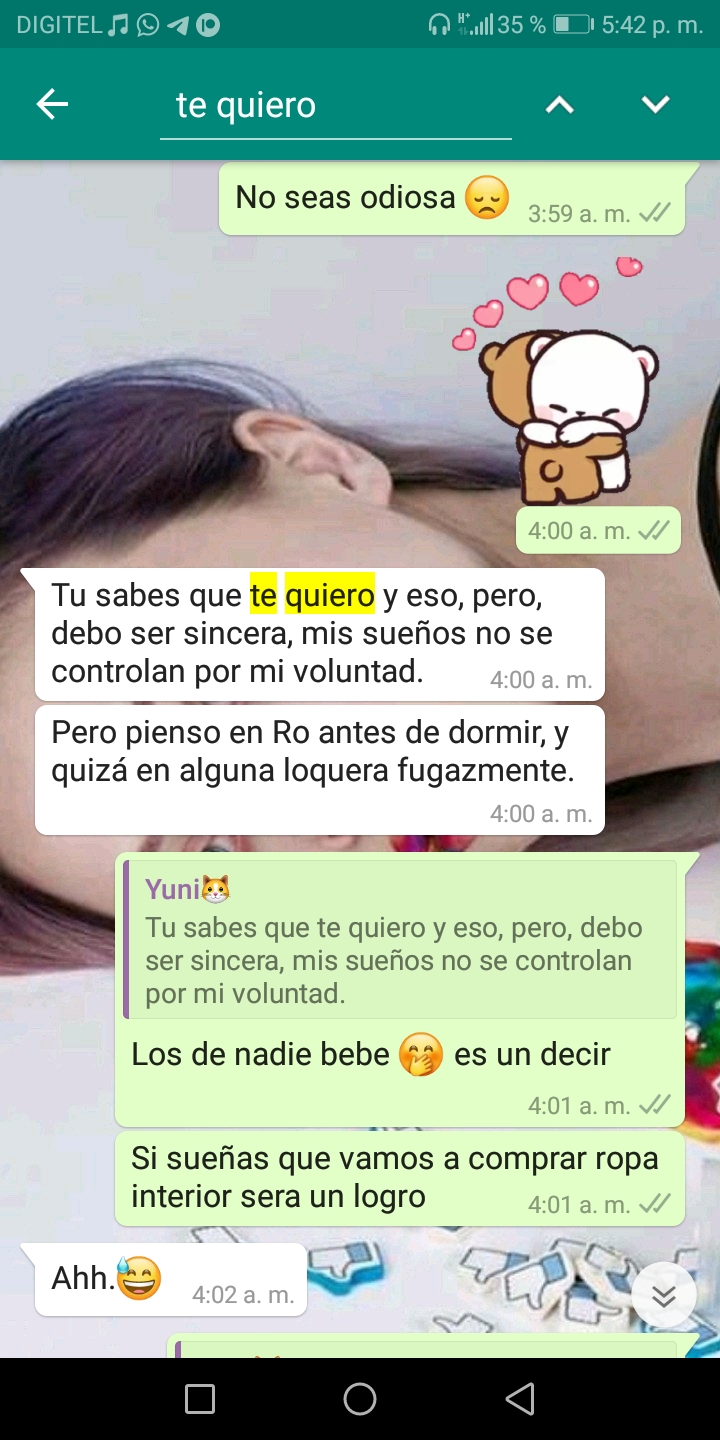 DIGITEL 35 % 5:42 p. m.
te quiero
No seas odiosa 😞 3:59 a. m.
4:00 a. m.
Tu sabes que te quiero y eso, pero,
debo ser sincera, mis sueños no se
controlan por mi voluntad. 4:00 a. m.
Pero pienso en Ro antes de dormir, y
quizá en alguna loquera fugazmente.
4:00 a. m.
Yuni🐱
Tu sabes que te quiero y eso, pero, debo
ser sincera, mis sueños no se controlan
por mi voluntad.
Los de nadie bebe 🤭 es un decir
4:01 a. m.
Si sueñas que vamos a comprar ropa
interior sera un logro 4:01 a. m.
Ahh.😅 4:02 a. m.